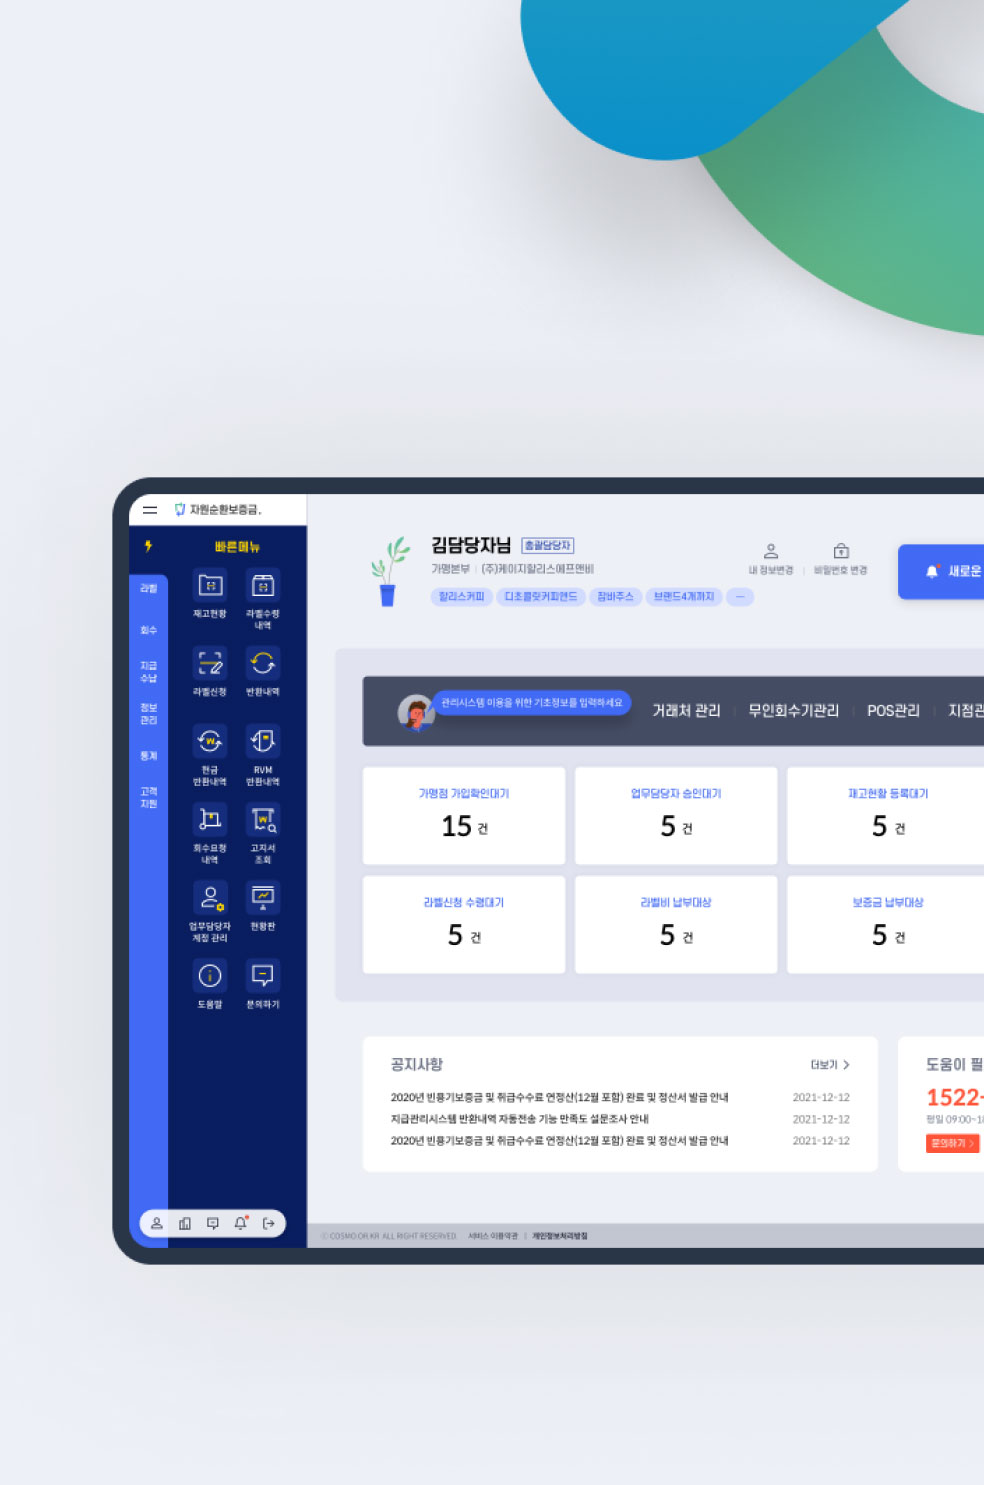 자원순환보증금.
빠른메뉴
라벨
회수
지급
수납
정보
관리
통계
고객
지원
재고현황
라벨수령
내역
라벨신청
반환내역
현금
반환내역
RVM
반환내역
회수요청
내역
고지서
조회
업무담당자
계정 관리
현황판
도움말
문의하기
김담당자님 총괄담당자
가맹본부 | (주)케이지할리스에프앤비
할리스커피 디초콜릿커피앤드 잠바주스 브랜드4개까지 ···
내 정보변경 | 비밀번호 변경
새로운
관리시스템 이용을 위한 기초정보를 입력하세요
거래처 관리 | 무인회수기관리 | POS관리 | 지점관
가맹점 가입확인대기
15 건
업무담당자 승인대기
5 건
재고현황 등록대기
5 건
라벨신청 수령대기
5 건
라벨비 납부대상
5 건
보증금 납부대상
5 건
공지사항
더보기 >
2020년 빈용기보증금 및 취급수수료 연정산(12월 포함) 완료 및 정산서 발급 안내 2021-12-12
지급관리시스템 반환내역 자동전송 기능 만족도 설문조사 안내 2021-12-12
2020년 빈용기보증금 및 취급수수료 연정산(12월 포함) 완료 및 정산서 발급 안내 2021-12-12
도움이 필
1522-
평일 09:00~18
문의하기 >
ⓒ COSMO.OR.KR ALL RIGHT RESERVED. 서비스 이용약관 | 개인정보처리방침